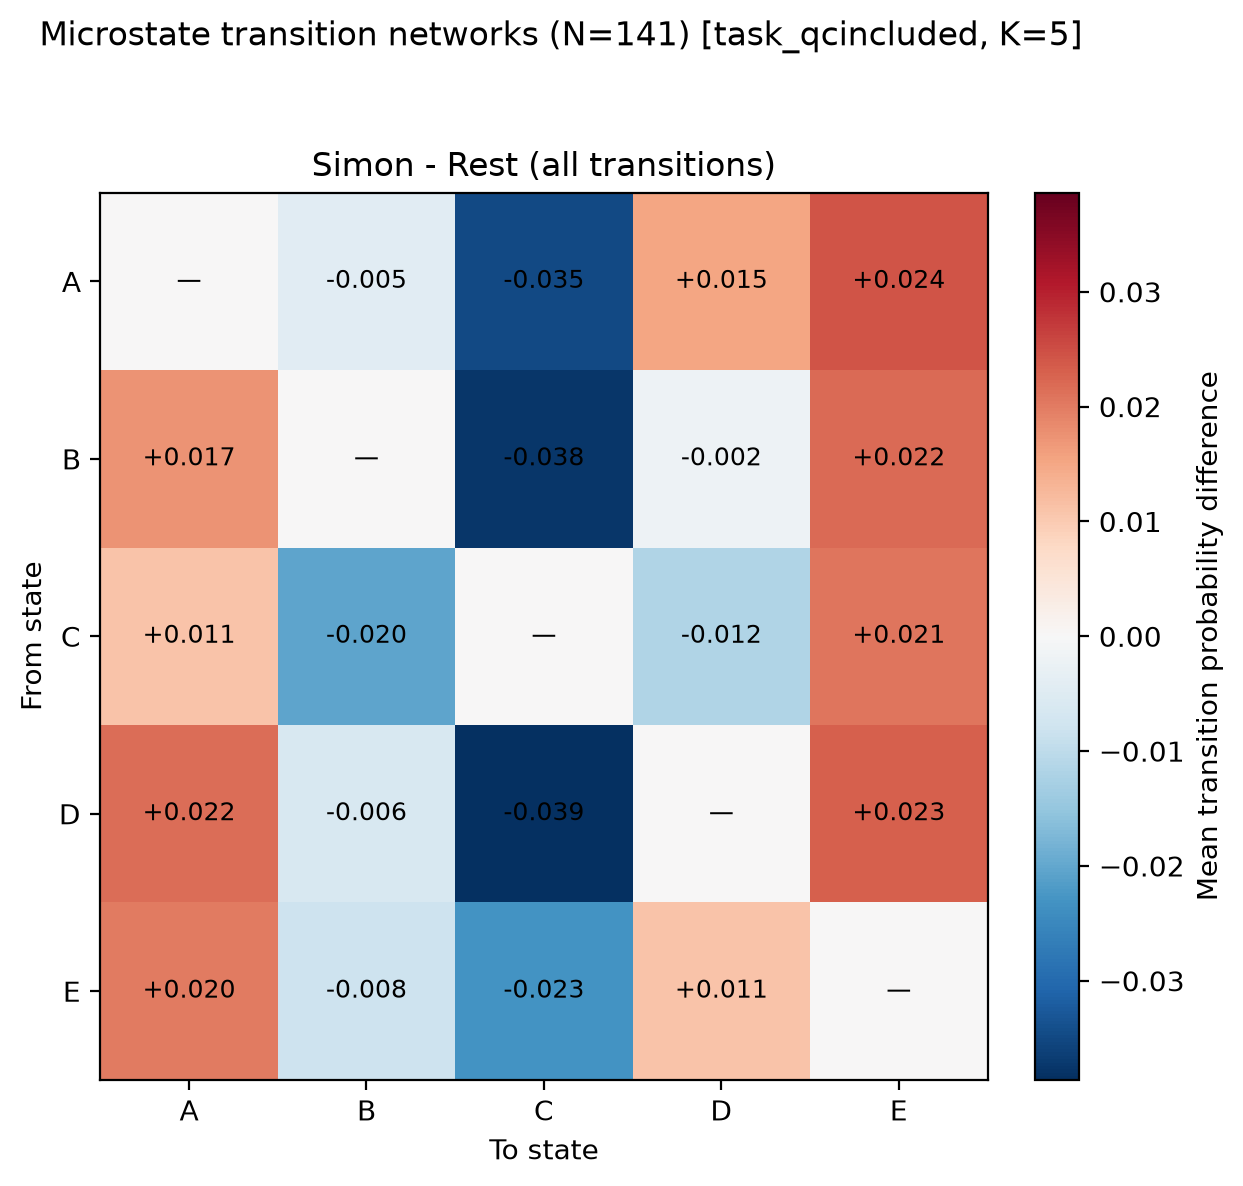 Microstate transition networks (N=141) [task_qcincluded, K=5]
Simon - Rest (all transitions)
A — -0.005 -0.035 +0.015 +0.024
B +0.017 — -0.038 -0.002 +0.022
C +0.011 -0.020 — -0.012 +0.021
D +0.022 -0.006 -0.039 — +0.023
E +0.020 -0.008 -0.023 +0.011 —
A B C D E
To state
From state
0.03
0.02
0.01
0.00
−0.01
−0.02
−0.03
Mean transition probability difference